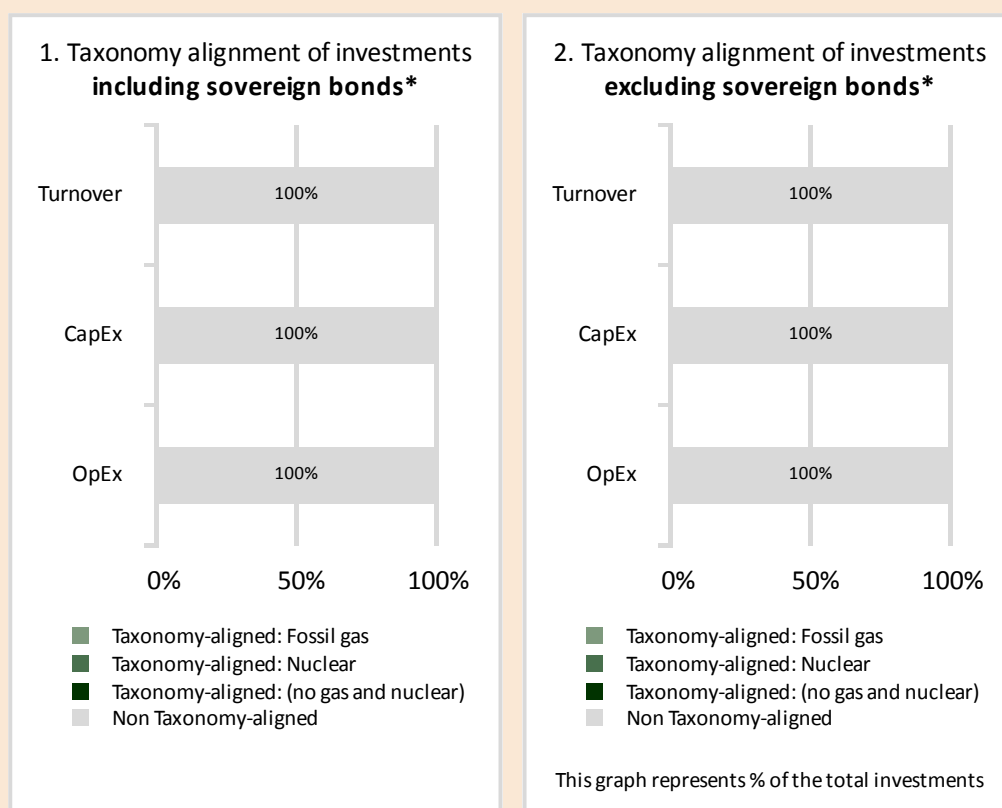 1. Taxonomy alignment of investments
including sovereign bonds*
Turnover
100%
CapEx
100%
OpEx
100%
0% 50% 100%
Taxonomy-aligned: Fossil gas
Taxonomy-aligned: Nuclear
Taxonomy-aligned: (no gas and nuclear)
Non Taxonomy-aligned
2. Taxonomy alignment of investments
excluding sovereign bonds*
Turnover
100%
CapEx
100%
OpEx
100%
0% 50% 100%
Taxonomy-aligned: Fossil gas
Taxonomy-aligned: Nuclear
Taxonomy-aligned: (no gas and nuclear)
Non Taxonomy-aligned
This graph represents % of the total investments